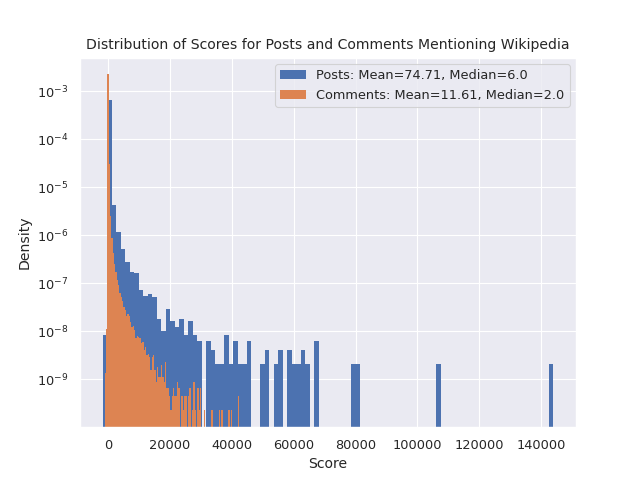 Distribution of Scores for Posts and Comments Mentioning Wikipedia
Posts: Mean=74.71, Median=6.0
Comments: Mean=11.61, Median=2.0
Density
10⁻³
10⁻⁴
10⁻⁵
10⁻⁶
10⁻⁷
10⁻⁸
10⁻⁹
0 20000 40000 60000 80000 100000 120000 140000
Score